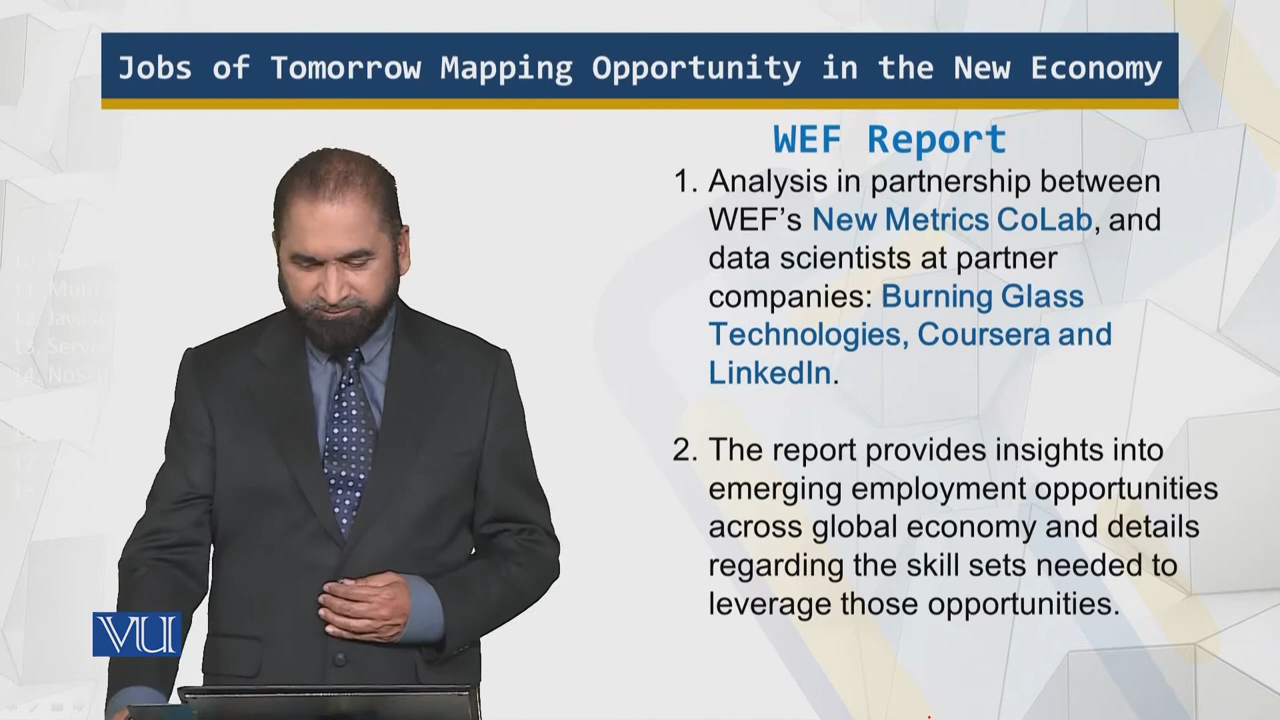 Jobs of Tomorrow Mapping Opportunity in the New Economy
WEF Report
1. Analysis in partnership between
WEF’s New Metrics CoLab, and
data scientists at partner
companies: Burning Glass
Technologies, Coursera and
LinkedIn.
2. The report provides insights into
emerging employment opportunities
across global economy and details
regarding the skill sets needed to
leverage those opportunities.
VU